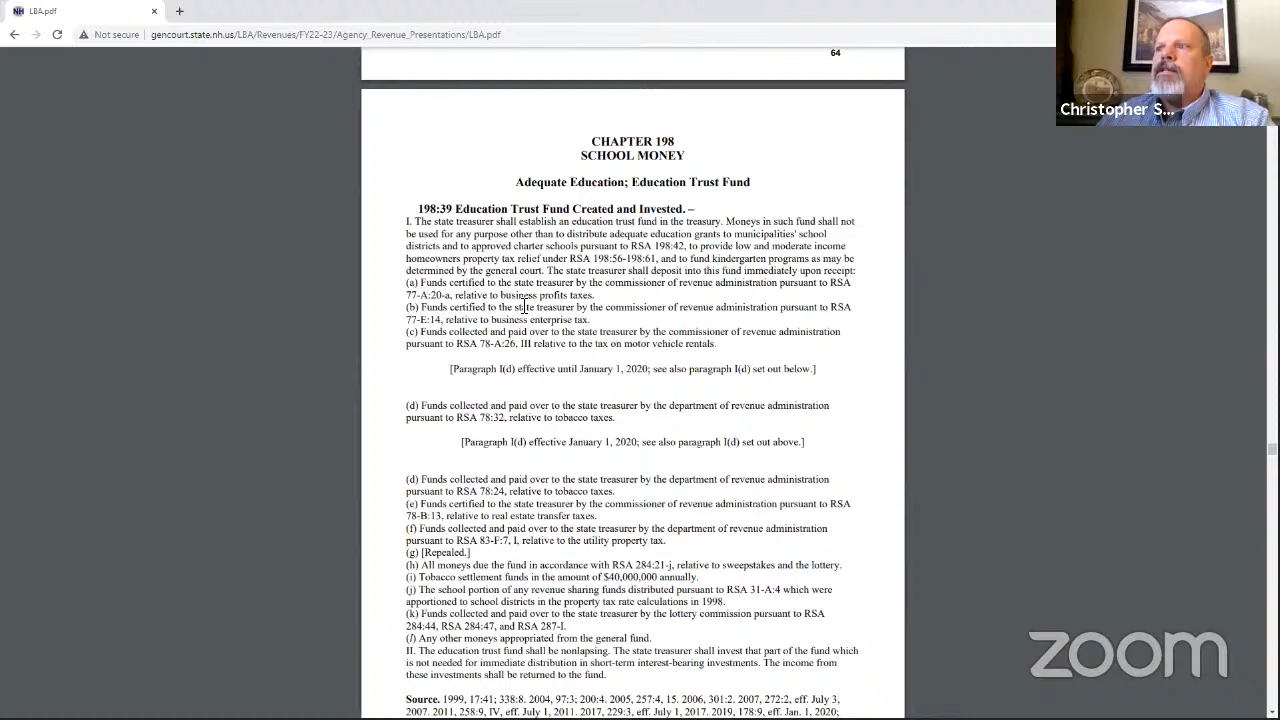 LBA.pdf
Not secure | gencourt.state.nh.us/LBA/Revenues/FY22-23/Agency_Revenue_Presentations/LBA.pdf
64
Christopher S...
CHAPTER 198
SCHOOL MONEY
Adequate Education; Education Trust Fund
198:39 Education Trust Fund Created and Invested. –
I. The state treasurer shall establish an education trust fund in the treasury. Moneys in such fund shall not
be used for any purpose other than to distribute adequate education grants to municipalities' school
districts and to approved charter schools pursuant to RSA 198:42, to provide low and moderate income
homeowners property tax relief under RSA 198:56-198:61, and to fund kindergarten programs as may be
determined by the general court. The state treasurer shall deposit into this fund immediately upon receipt:
(a) Funds certified to the state treasurer by the commissioner of revenue administration pursuant to RSA
77-A:20-a, relative to business profits taxes.
(b) Funds certified to the state treasurer by the commissioner of revenue administration pursuant to RSA
77-E:14, relative to business enterprise tax.
(c) Funds collected and paid over to the state treasurer by the commissioner of revenue administration
pursuant to RSA 78-A:26, III relative to the tax on motor vehicle rentals.
[Paragraph I(d) effective until January 1, 2020; see also paragraph I(d) set out below.]
(d) Funds collected and paid over to the state treasurer by the department of revenue administration
pursuant to RSA 78:32, relative to tobacco taxes.
[Paragraph I(d) effective January 1, 2020; see also paragraph I(d) set out above.]
(d) Funds collected and paid over to the state treasurer by the department of revenue administration
pursuant to RSA 78:24, relative to tobacco taxes.
(e) Funds certified to the state treasurer by the commissioner of revenue administration pursuant to RSA
78-B:13, relative to real estate transfer taxes.
(f) Funds collected and paid over to the state treasurer by the department of revenue administration
pursuant to RSA 83-F:7, I, relative to the utility property tax.
(g) [Repealed.]
(h) All moneys due the fund in accordance with RSA 284:21-j, relative to sweepstakes and the lottery.
(i) Tobacco settlement funds in the amount of $40,000,000 annually.
(j) The school portion of any revenue sharing funds distributed pursuant to RSA 31-A:4 which were
apportioned to school districts in the property tax rate calculations in 1998.
(k) Funds collected and paid over to the state treasurer by the lottery commission pursuant to RSA
284:44, RSA 284:47, and RSA 287-I.
(l) Any other moneys appropriated from the general fund.
II. The education trust fund shall be nonlapsing. The state treasurer shall invest that part of the fund which
is not needed for immediate distribution in short-term interest-bearing investments. The income from
these investments shall be returned to the fund.
Source. 1999, 17:41; 338:8. 2004, 97:3; 200:4. 2005, 257:4, 15. 2006, 301:2. 2007, 272:2, eff. July 3,
2007. 2011, 258:9, IV, eff. July 1, 2011. 2017, 229:3, eff. July 1, 2017. 2019, 178:9, eff. Jan. 1, 2020;
zoom